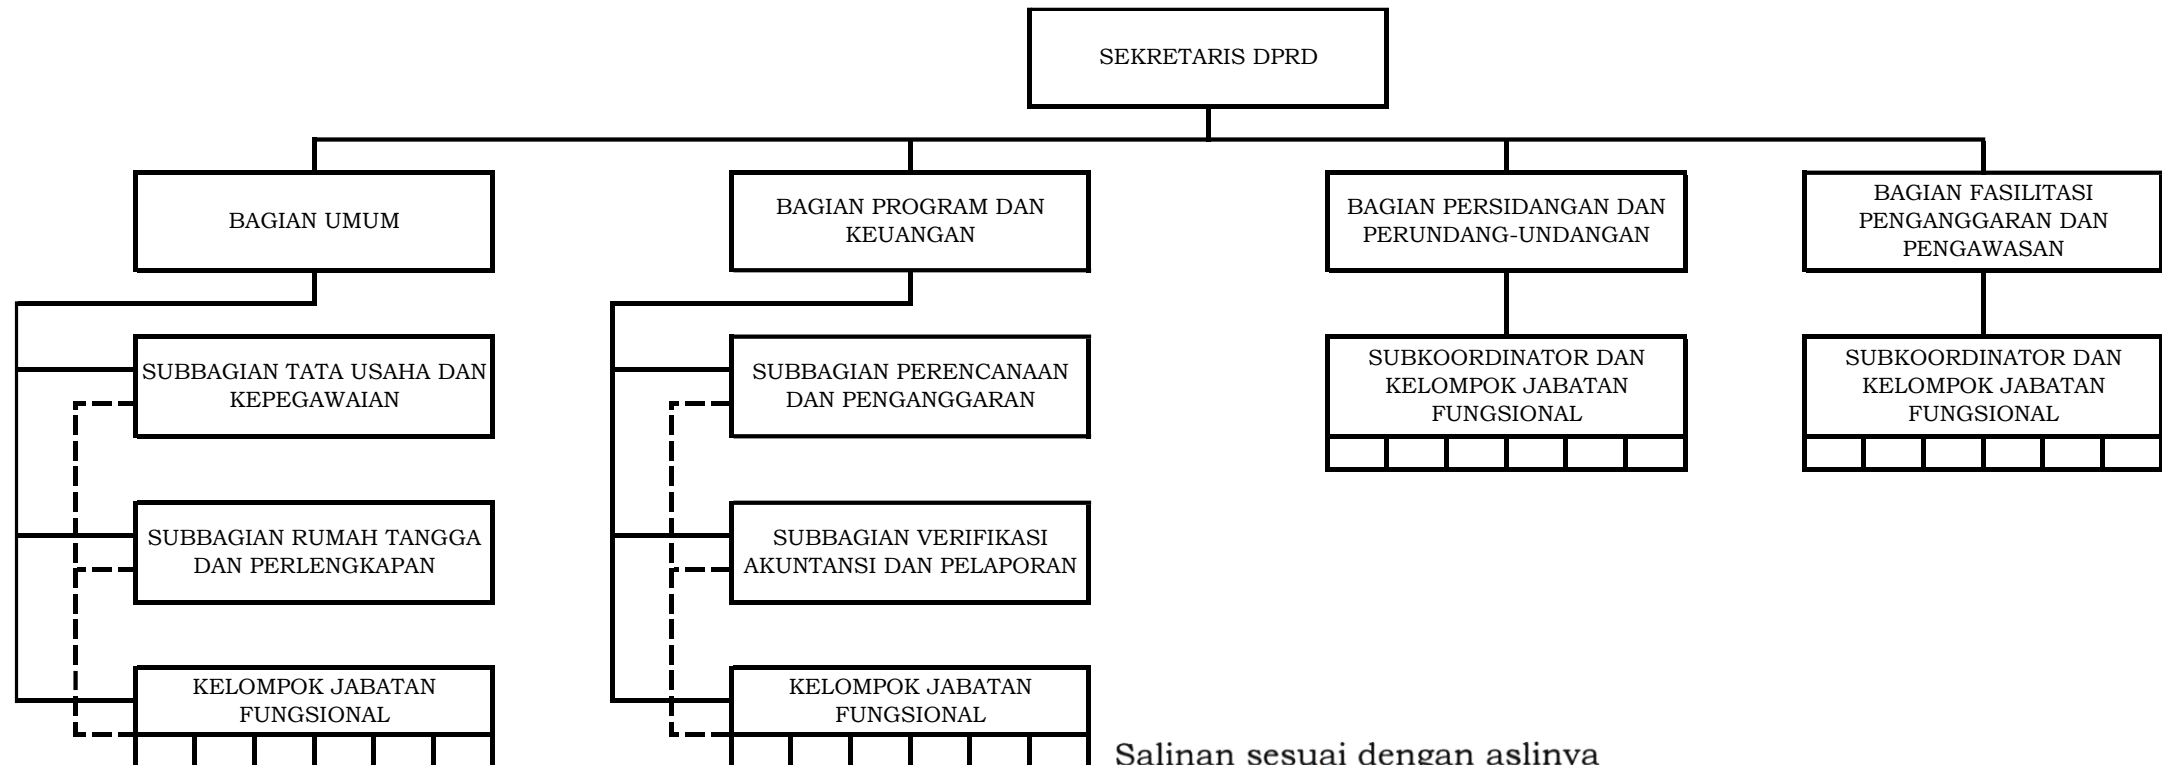 SEKRETARIS DPRD
BAGIAN UMUM
BAGIAN PROGRAM DAN
KEUANGAN
BAGIAN PERSIDANGAN DAN
PERUNDANG-UNDANGAN
BAGIAN FASILITASI
PENGANGGARAN DAN
PENGAWASAN
SUBBAGIAN TATA USAHA DAN
KEPEGAWAIAN
SUBBAGIAN PERENCANAAN
DAN PENGANGGARAN
SUBKOORDINATOR DAN
KELOMPOK JABATAN
FUNGSIONAL
SUBKOORDINATOR DAN
KELOMPOK JABATAN
FUNGSIONAL
SUBBAGIAN RUMAH TANGGA
DAN PERLENGKAPAN
SUBBAGIAN VERIFIKASI
AKUNTANSI DAN PELAPORAN
KELOMPOK JABATAN
FUNGSIONAL
KELOMPOK JABATAN
FUNGSIONAL
Salinan sesuai dengan aslinya